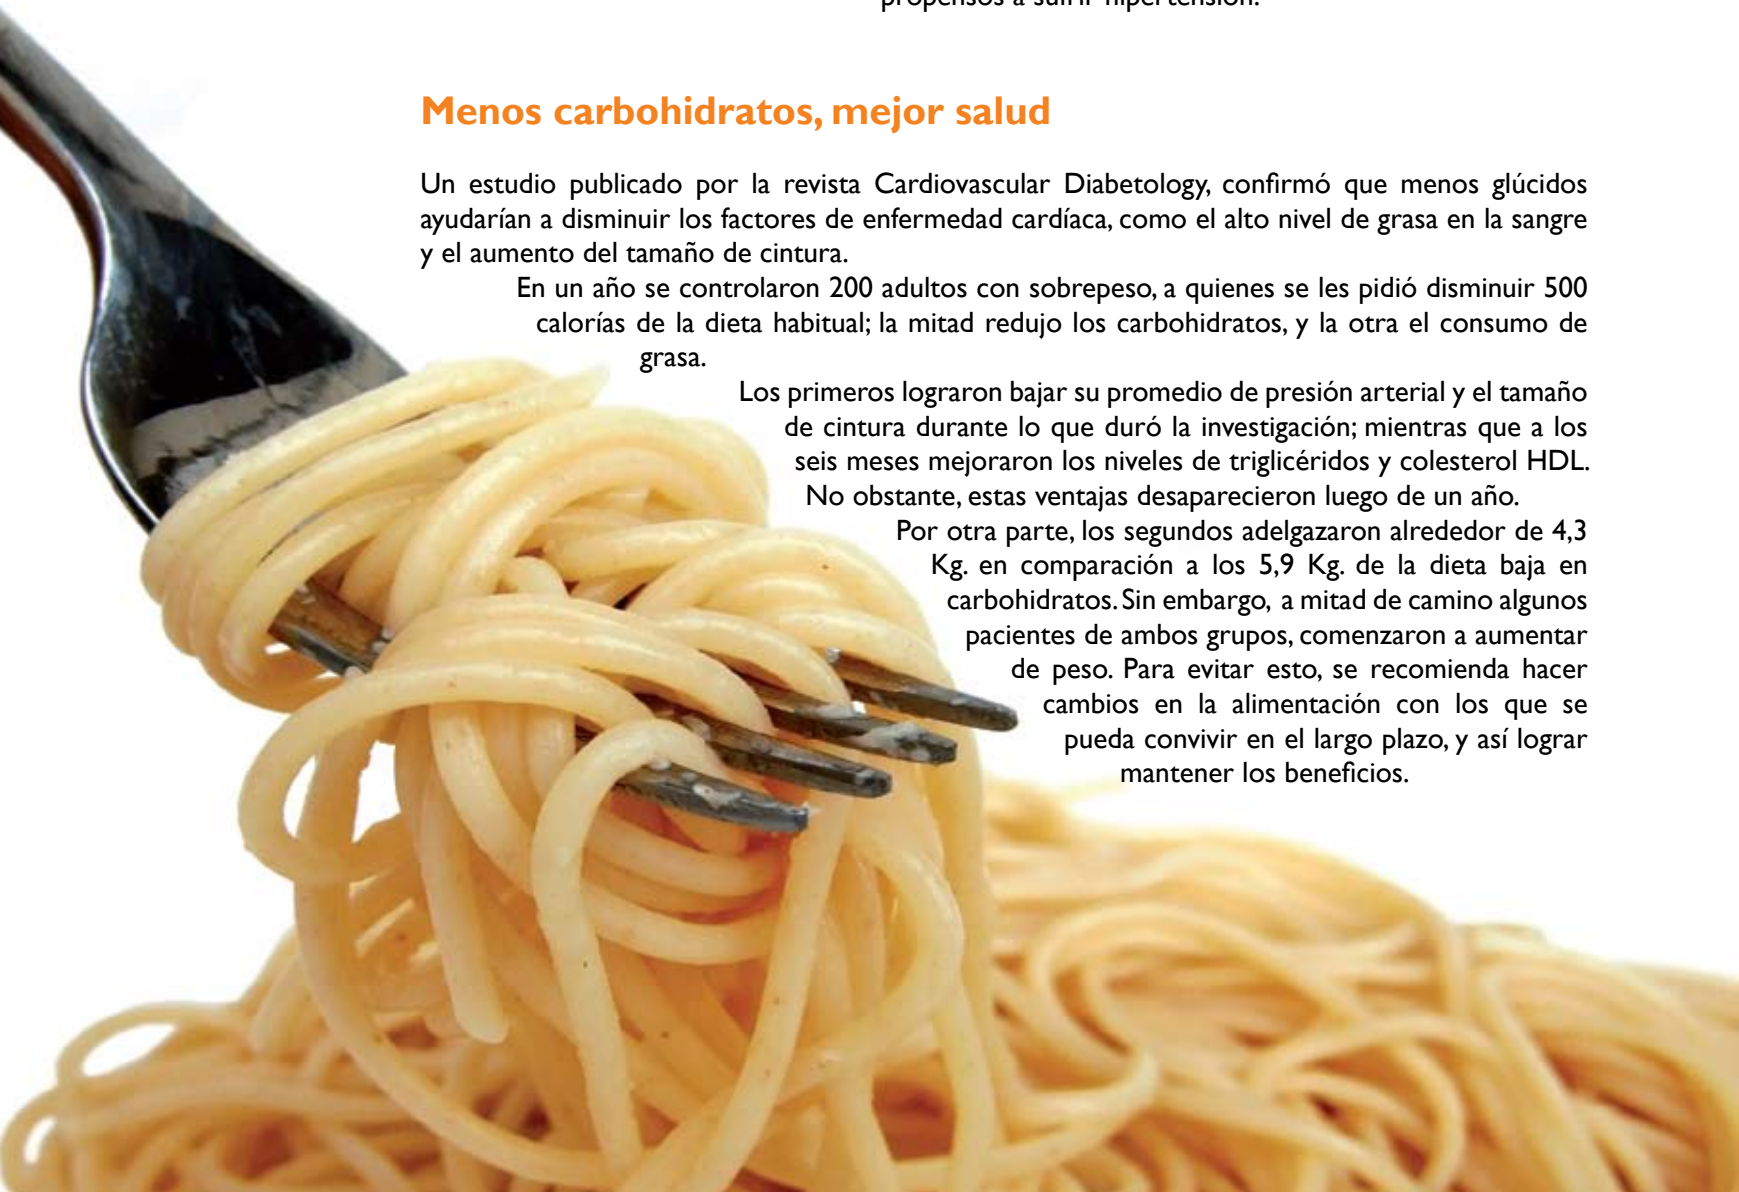 propensos a sufrir hipertensión.
Menos carbohidratos, mejor salud
Un estudio publicado por la revista Cardiovascular Diabetology, confirmó que menos glúcidos
ayudarían a disminuir los factores de enfermedad cardíaca, como el alto nivel de grasa en la sangre
y el aumento del tamaño de cintura.
En un año se controlaron 200 adultos con sobrepeso, a quienes se les pidió disminuir 500
calorías de la dieta habitual; la mitad redujo los carbohidratos, y la otra el consumo de
grasa.
Los primeros lograron bajar su promedio de presión arterial y el tamaño
de cintura durante lo que duró la investigación; mientras que a los
seis meses mejoraron los niveles de triglicéridos y colesterol HDL.
No obstante, estas ventajas desaparecieron luego de un año.
Por otra parte, los segundos adelgazaron alrededor de 4,3
Kg. en comparación a los 5,9 Kg. de la dieta baja en
carbohidratos. Sin embargo, a mitad de camino algunos
pacientes de ambos grupos, comenzaron a aumentar
de peso. Para evitar esto, se recomienda hacer
cambios en la alimentación con los que se
pueda convivir en el largo plazo, y así lograr
mantener los beneficios.